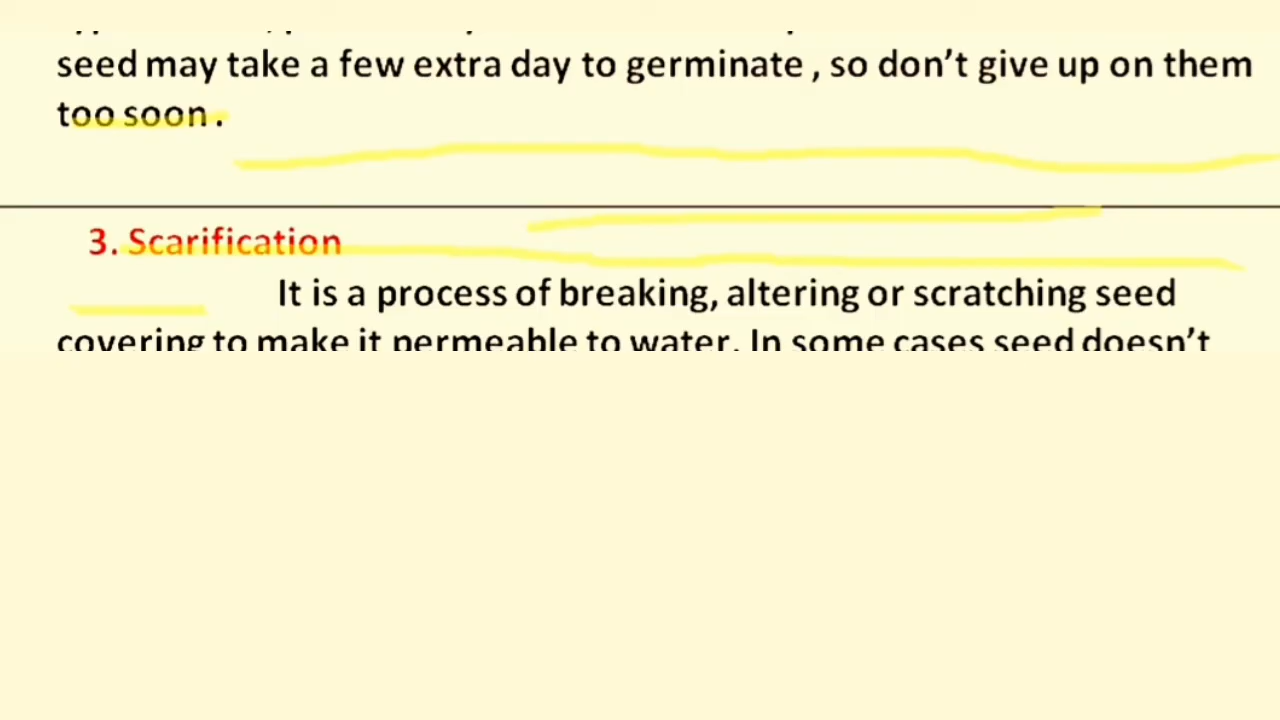 seed may take a few extra day to germinate , so don't give up on them
too soon .
3. Scarification
It is a process of breaking, altering or scratching seed
covering to make it permeable to water. In some cases seed doesn't